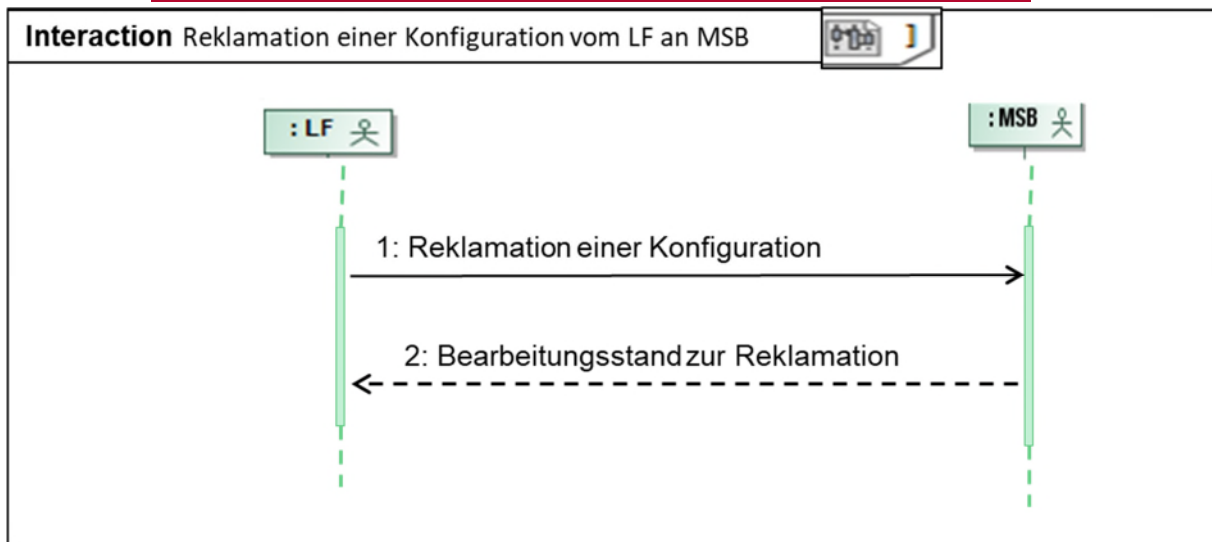 Interaction Reklamation einer Konfiguration vom LF an MSB
: LF
: MSB
1: Reklamation einer Konfiguration
2: Bearbeitungsstand zur Reklamation